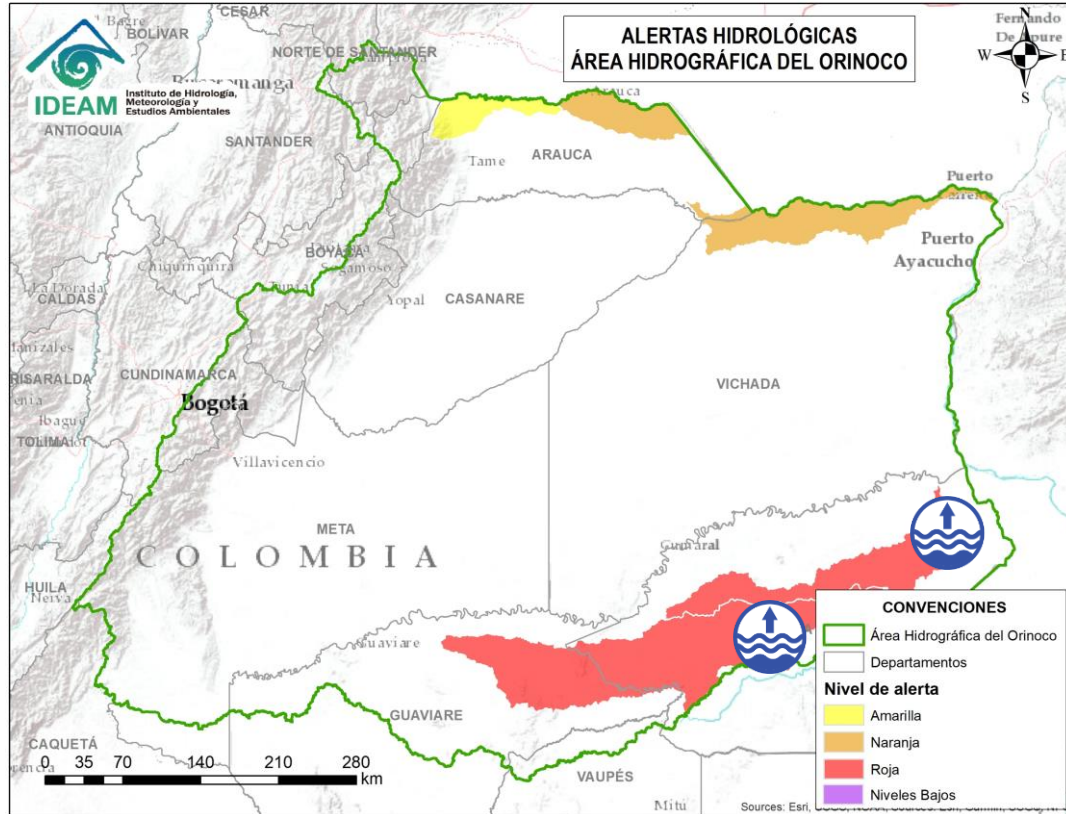 ALERTAS HIDROLÓGICAS
ÁREA HIDROGRÁFICA DEL ORINOCO
N
W
E
S
IDEAM
Instituto de Hidrología,
Meteorología y
Estudios Ambientales
CESAR
BOLÍVAR
NORTE DE SANTANDER
ANTIOQUIA
SANTANDER
Arauca
ARAUCA
Tame
Puerto
Puerto
Ayacucho
BOYACÁ
Sogamoso
Chiquinquirá
Tunja
La Dorada
CALDAS
Yopal
CASANARE
VICHADA
CUNDINAMARCA
Bogotá
Ibagué
TOLIMA
Villavicencio
META
COLOMBIA
HUILA
Neiva
Guaviare
GUAVIARE
CAQUETÁ
VAUPÉS
Mitú
0 35 70 140 210 280
km
CONVENCIONES
Área Hidrográfica del Orinoco
Departamentos
Nivel de alerta
Amarilla
Naranja
Roja
Niveles Bajos
Sources: Esri,